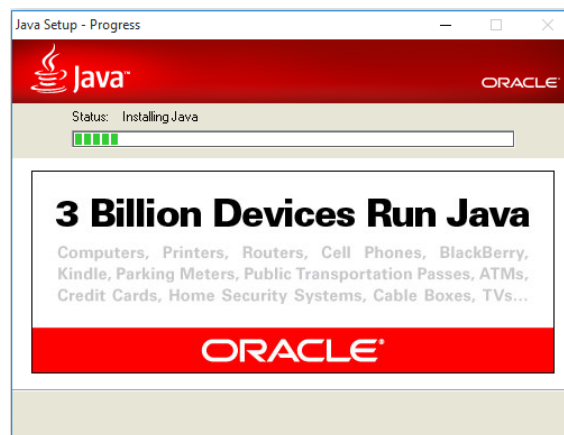 Java Setup - Progress
Java™
ORACLE®
Status: Installing Java
3 Billion Devices Run Java
Computers, Printers, Routers, Cell Phones, BlackBerry,
Kindle, Parking Meters, Public Transportation Passes, ATMs,
Credit Cards, Home Security Systems, Cable Boxes, TVs...
ORACLE®